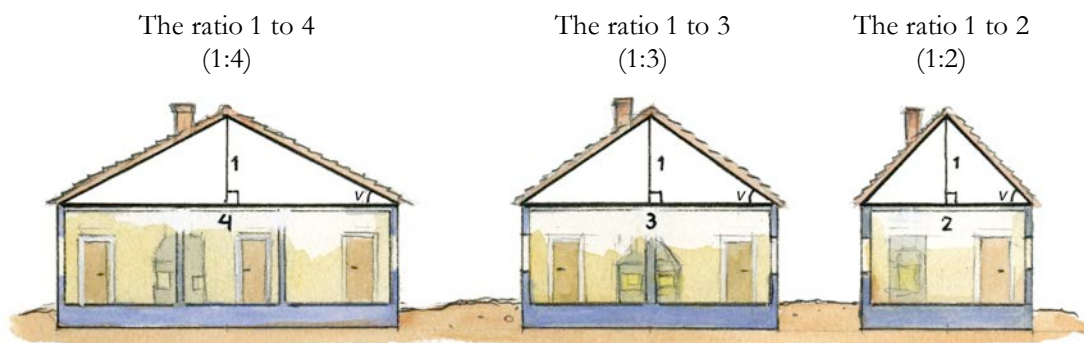 The ratio 1 to 4
(1:4)
The ratio 1 to 3
(1:3)
The ratio 1 to 2
(1:2)
1
v
4
1
v
3
1
v
2